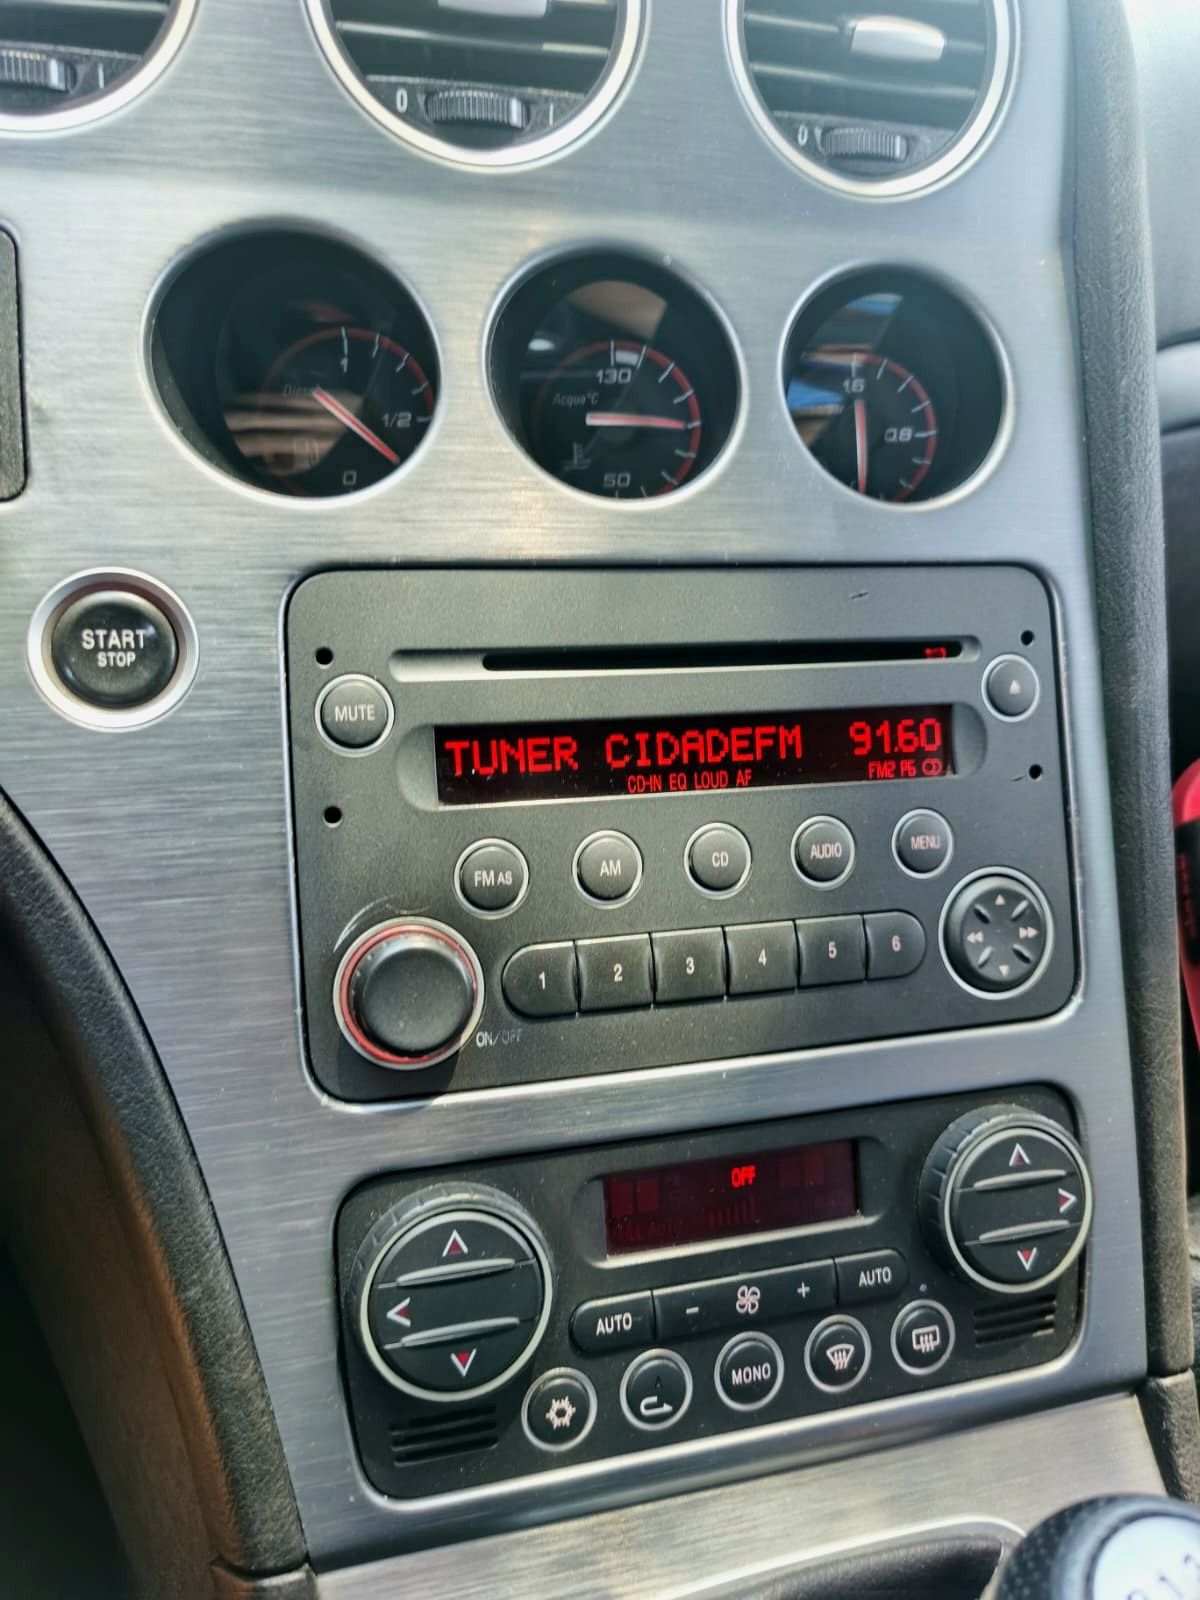 0
0
1
Diesel
1/2
0
130
Acqua°C
50
1.6
0.8
START
STOP
MUTE
TUNER CIDADEFM 91.60
CD-IN EQ LOUD AF FM2 P6
FM AS
AM
CD
AUDIO
MENU
1
2
3
4
5
6
ON/OFF
OFF
AUTO
-
+
AUTO
MONO